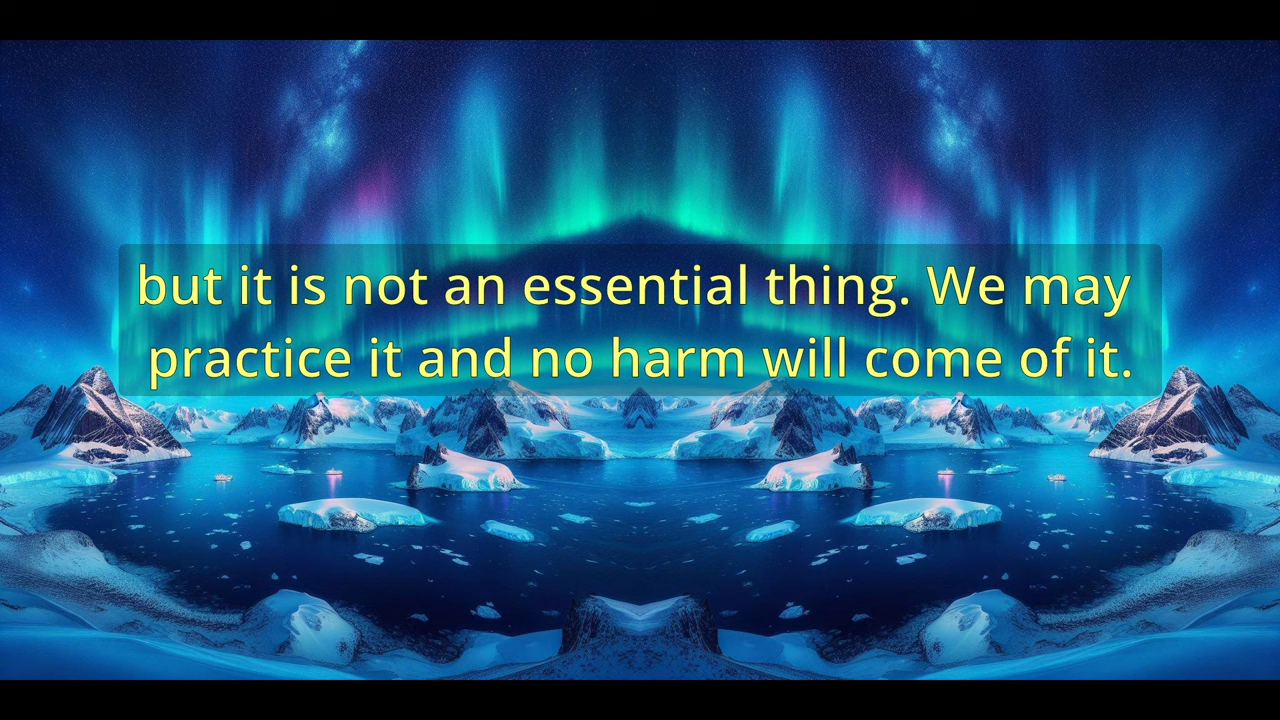 but it is not an essential thing. We may
practice it and no harm will come of it.